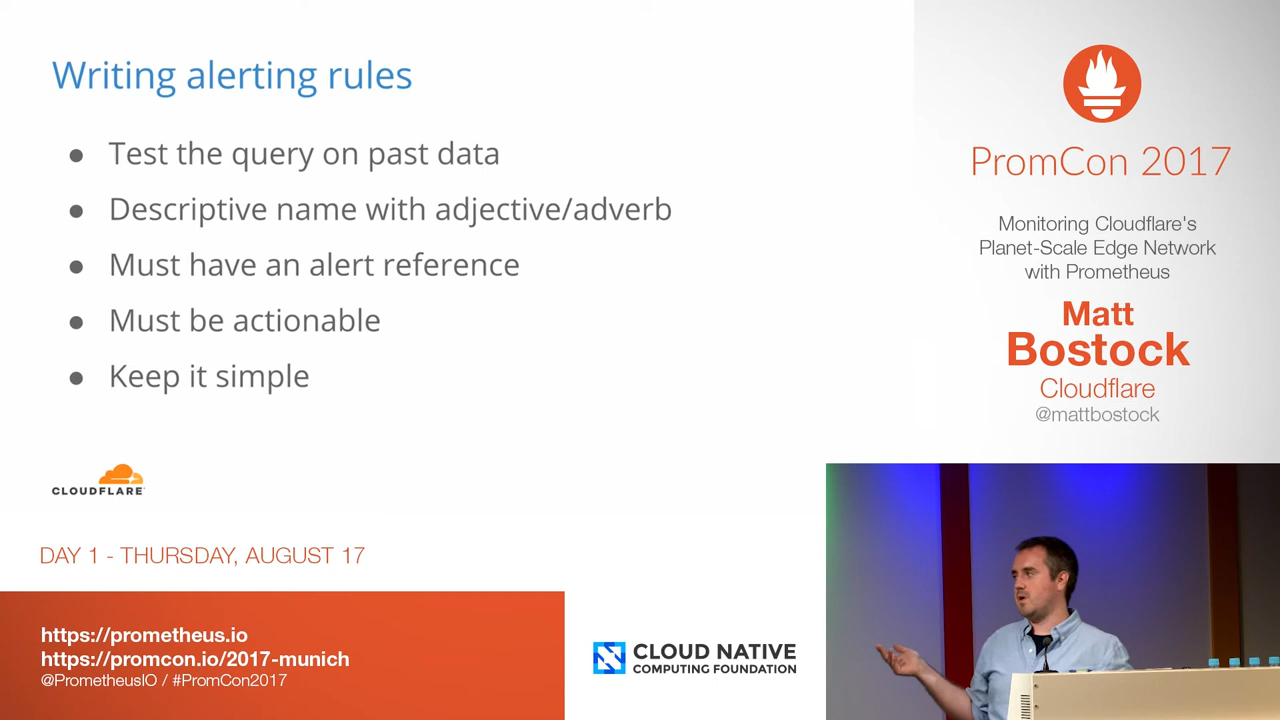 Writing alerting rules
● Test the query on past data
● Descriptive name with adjective/adverb
● Must have an alert reference
● Must be actionable
● Keep it simple
CLOUDFLARE
DAY 1 - THURSDAY, AUGUST 17
https://prometheus.io
https://promcon.io/2017-munich
@PrometheusIO / #PromCon2017
CLOUD NATIVE
COMPUTING FOUNDATION
PromCon 2017
Monitoring Cloudflare's
Planet-Scale Edge Network
with Prometheus
Matt
Bostock
Cloudflare
@mattbostock